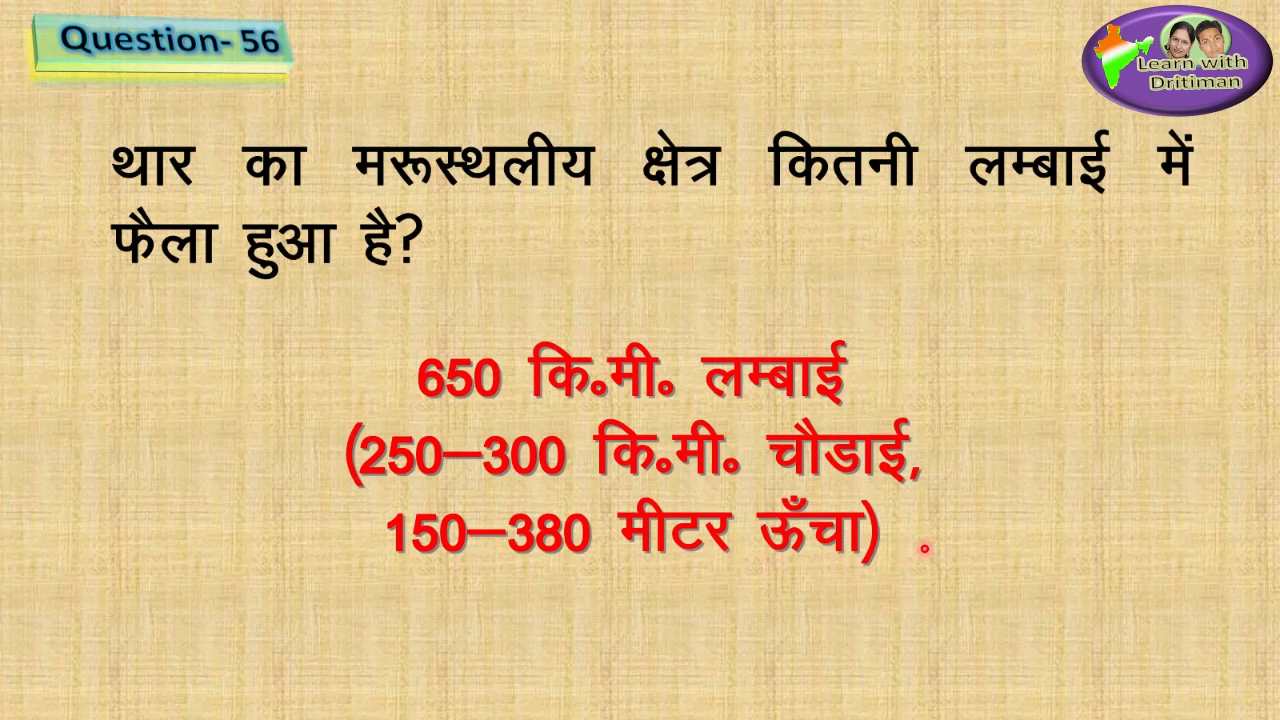 Question- 56
Learn with
Dritiman
थार का मरूस्थलीय क्षेत्र कितनी लम्बाई में
फैला हुआ है?
650 कि॰मी॰ लम्बाई
(250–300 कि॰मी॰ चौडाई,
150–380 मीटर ऊँचा) 。